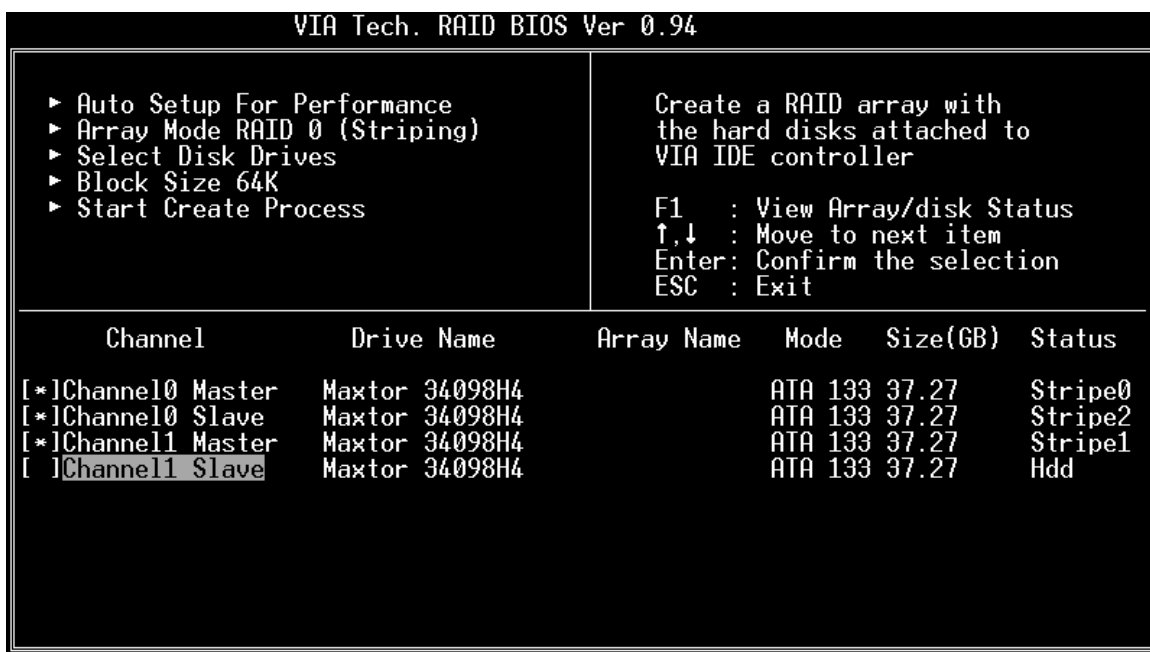 VIA Tech. RAID BIOS Ver 0.94
► Auto Setup For Performance
► Array Mode RAID 0 (Striping)
► Select Disk Drives
► Block Size 64K
► Start Create Process
Create a RAID array with
the hard disks attached to
VIA IDE controller
F1 : View Array/disk Status
↑,↓ : Move to next item
Enter: Confirm the selection
ESC : Exit
Channel Drive Name Array Name Mode Size(GB) Status
[*]Channel0 Master Maxtor 34098H4 ATA 133 37.27 Stripe0
[*]Channel0 Slave Maxtor 34098H4 ATA 133 37.27 Stripe2
[*]Channel1 Master Maxtor 34098H4 ATA 133 37.27 Stripe1
[ ]Channel1 Slave Maxtor 34098H4 ATA 133 37.27 Hdd